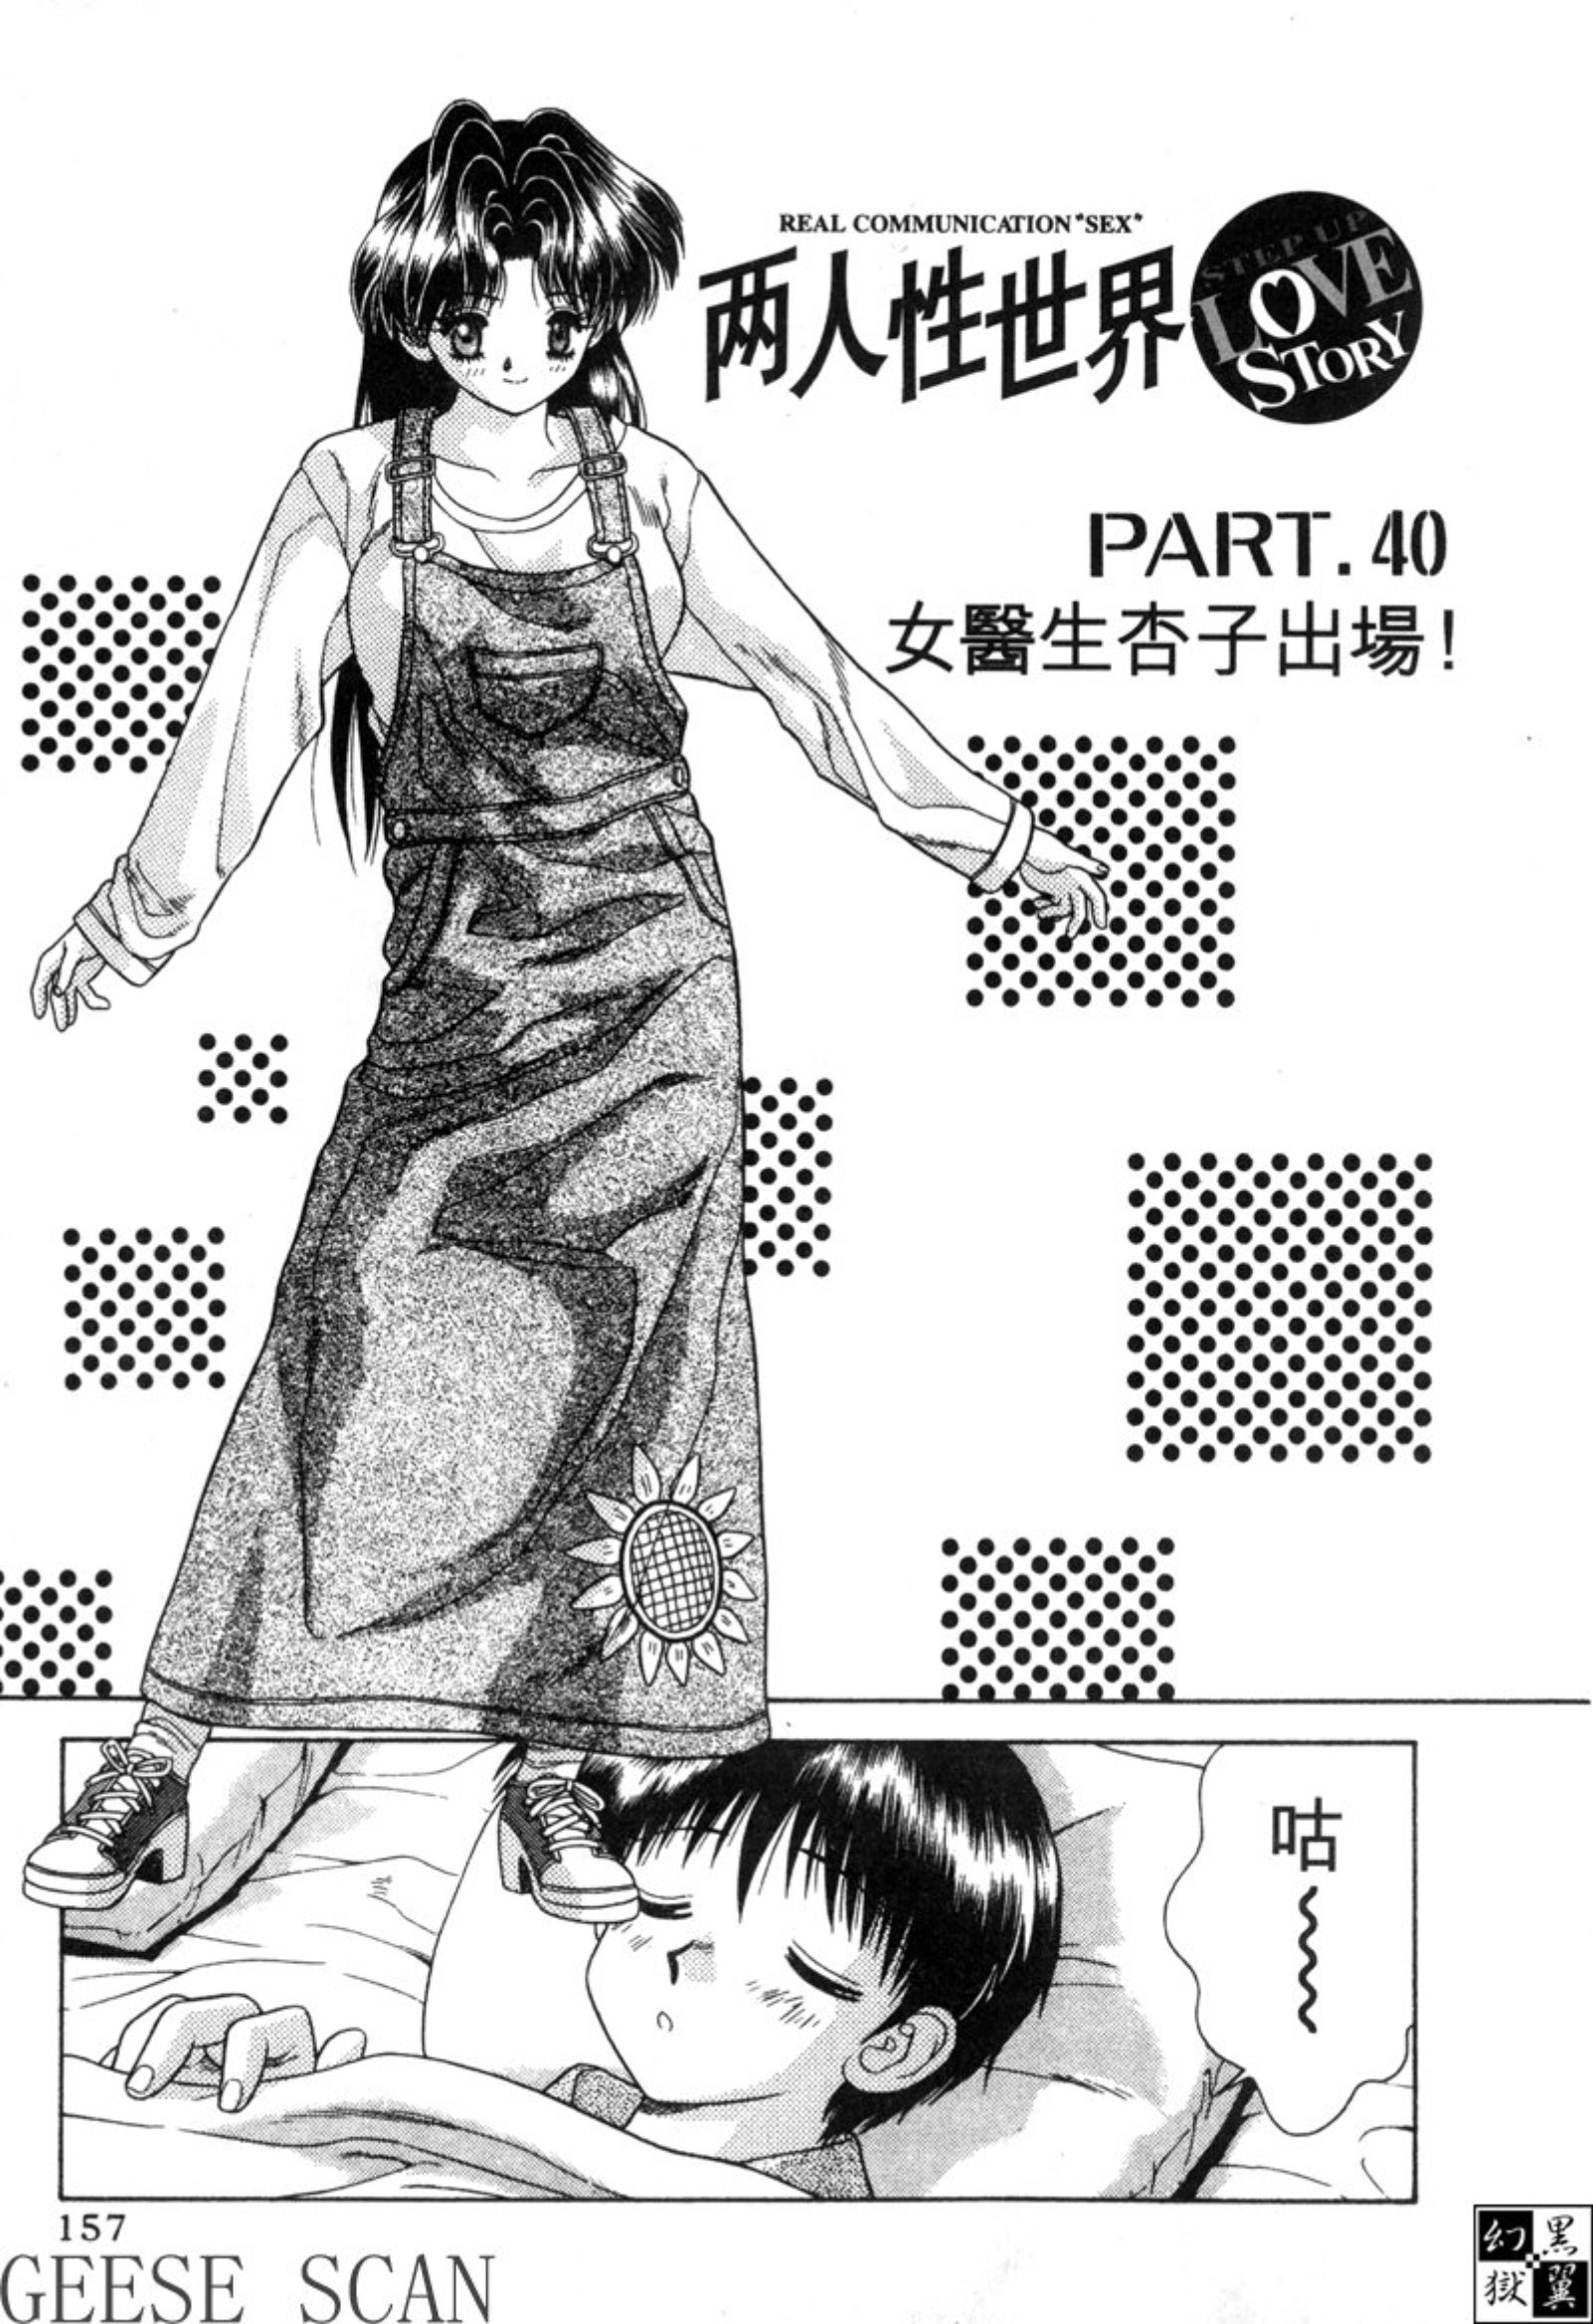 REAL COMMUNICATION "SEX"
两人性世界
STEP UP
LOVE
STORY
PART. 40
女醫生杏子出場!
咕
157
GEESE SCAN
幻 黑
獄 翼